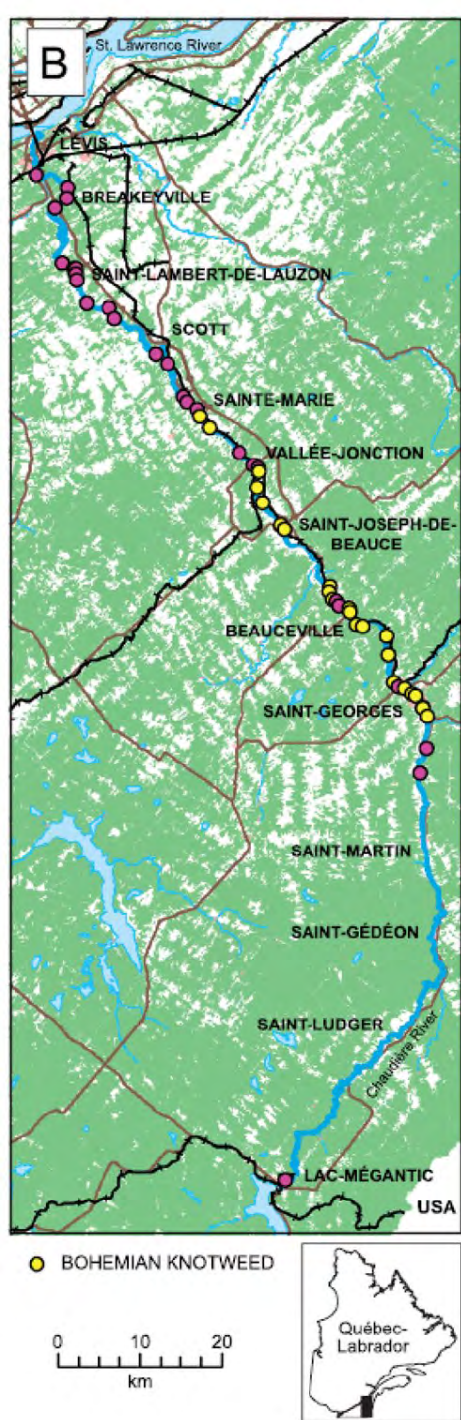 B
St. Lawrence River
LÉVIS
BREAKEYVILLE
SAINT-LAMBERT-DE-LAUZON
SCOTT
SAINTE-MARIE
VALLÉE-JONCTION
SAINT-JOSEPH-DE-
BEAUCE
BEAUCEVILLE
SAINT-GEORGES
SAINT-MARTIN
SAINT-GÉDÉON
SAINT-LUDGER
Chaudière River
LAC-MÉGANTIC
USA
BOHEMIAN KNOTWEED
0 10 20
km
Québec-
Labrador